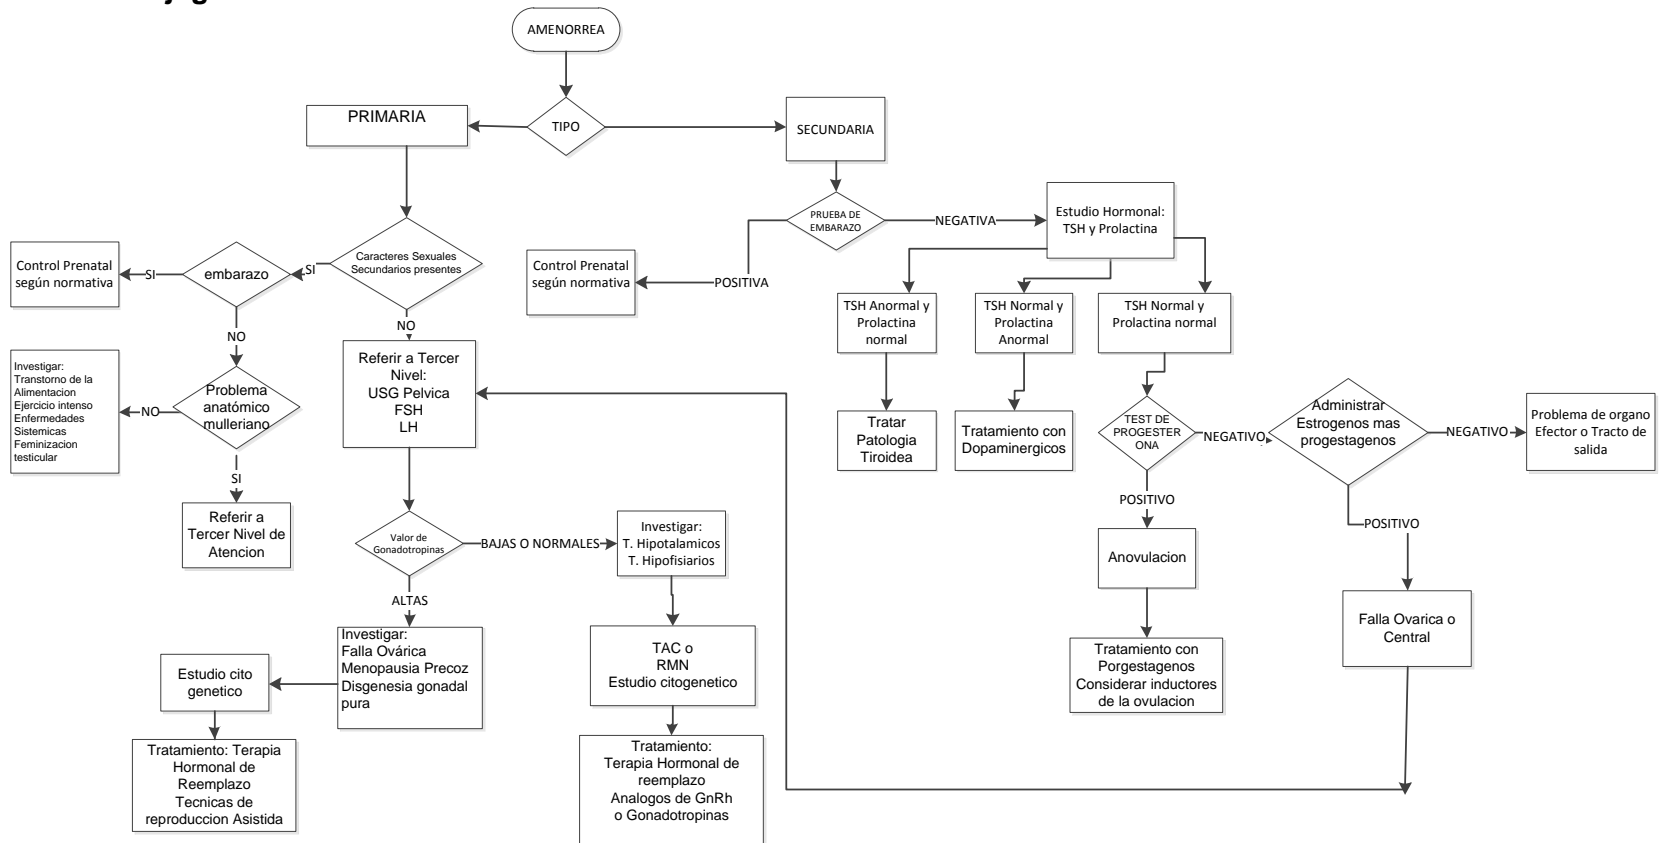 AMENORREA
TIPO
PRIMARIA
SECUNDARIA
PRUEBA DE
EMBARAZO
NEGATIVA
POSITIVA
Estudio Hormonal:
TSH y Prolactina
Control Prenatal
según normativa
SI
embarazo
SI
Caracteres Sexuales
Secundarios presentes
NO
NO
Control Prenatal
según normativa
TSH Anormal y
Prolactina
normal
TSH Normal y
Prolactina
Anormal
TSH Normal y
Prolactina normal
Investigar:
Transtorno de la
Alimentacion
Ejercicio intenso
Enfermedades
Sistemicas
Feminizacion
testicular
NO
Problema
anatómico
mulleriano
SI
Referir a
Tercer Nivel de
Atencion
Referir a Tercer
Nivel:
USG Pelvica
FSH
LH
Tratar
Patologia
Tiroidea
Tratamiento con
Dopaminergicos
TEST DE
PROGESTER
ONA
NEGATIVO
Administrar
Estrogenos mas
progestagenos
NEGATIVO
Problema de organo
Efector o Tracto de
salida
POSITIVO
POSITIVO
Anovulacion
Tratamiento con
Porgestagenos
Considerar inductores
de la ovulacion
Falla Ovarica o
Central
Valor de
Gonadotropinas
BAJAS O NORMALES
Investigar:
T. Hipotalamicos
T. Hipofisiarios
ALTAS
Investigar:
Falla Ovárica
Menopausia Precoz
Disgenesia gonadal
pura
TAC o
RMN
Estudio citogenetico
Estudio cito
genetico
Tratamiento: Terapia
Hormonal de
Reemplazo
Tecnicas de
reproduccion Asistida
Tratamiento:
Terapia Hormonal de
reemplazo
Analogos de GnRh
o Gonadotropinas